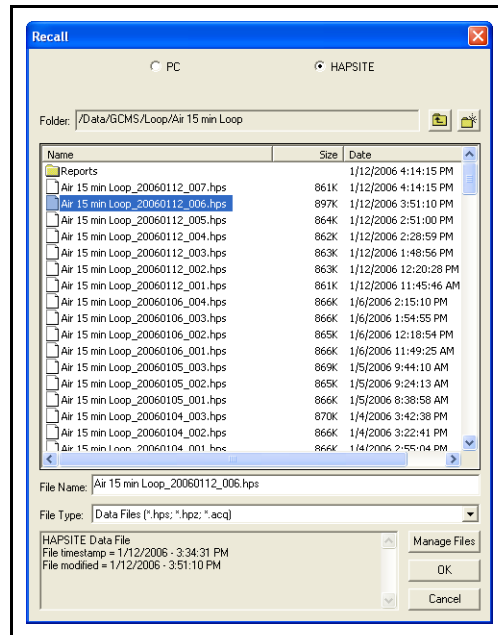 Recall
PC HAPSITE
Folder: /Data/GCMS/Loop/Air 15 min Loop
Name Size Date
Reports 1/12/2006 4:14:15 PM
Air 15 min Loop_20060112_007.hps 861K 1/12/2006 4:14:15 PM
Air 15 min Loop_20060112_006.hps 897K 1/12/2006 3:51:10 PM
Air 15 min Loop_20060112_005.hps 864K 1/12/2006 2:51:00 PM
Air 15 min Loop_20060112_004.hps 862K 1/12/2006 2:28:59 PM
Air 15 min Loop_20060112_003.hps 863K 1/12/2006 1:48:56 PM
Air 15 min Loop_20060112_002.hps 863K 1/12/2006 12:20:28 PM
Air 15 min Loop_20060112_001.hps 861K 1/12/2006 11:45:46 AM
Air 15 min Loop_20060106_004.hps 866K 1/6/2006 2:15:10 PM
Air 15 min Loop_20060106_003.hps 866K 1/6/2006 1:54:55 PM
Air 15 min Loop_20060106_002.hps 865K 1/6/2006 12:18:54 PM
Air 15 min Loop_20060106_001.hps 866K 1/6/2006 11:49:25 AM
Air 15 min Loop_20060105_003.hps 869K 1/5/2006 9:44:10 AM
Air 15 min Loop_20060105_002.hps 865K 1/5/2006 9:24:13 AM
Air 15 min Loop_20060105_001.hps 866K 1/5/2006 8:38:58 AM
Air 15 min Loop_20060104_003.hps 870K 1/4/2006 3:42:38 PM
Air 15 min Loop_20060104_002.hps 866K 1/4/2006 3:22:41 PM
Air 15 min Loop_20060104_001.hps 866K 1/4/2006 2:55:04 PM
File Name: Air 15 min Loop_20060112_006.hps
File Type: Data Files (*.hps; *.hpz; *.acq)
HAPSITE Data File
File timestamp = 1/12/2006 - 3:34:31 PM
File modified = 1/12/2006 - 3:51:10 PM
Manage Files
OK
Cancel